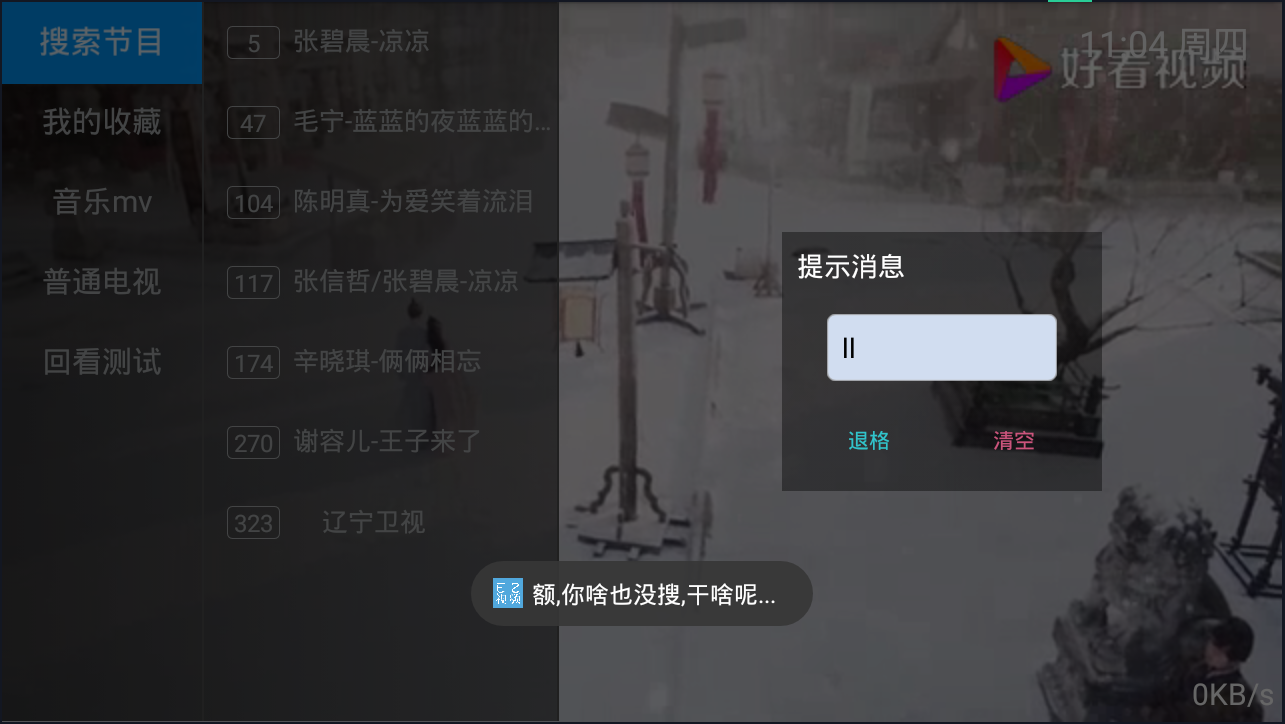 搜索节目
我的收藏
音乐mv
普通电视
回看测试
5 张碧晨-凉凉
47 毛宁-蓝蓝的夜蓝蓝的...
104 陈明真-为爱笑着流泪
117 张信哲/张碧晨-凉凉
174 辛晓琪-俩俩相忘
270 谢容儿-王子来了
323 辽宁卫视
11:04 周四
好看视频
提示消息
ll
退格 清空
额,你啥也没搜,干啥呢...
0KB/s